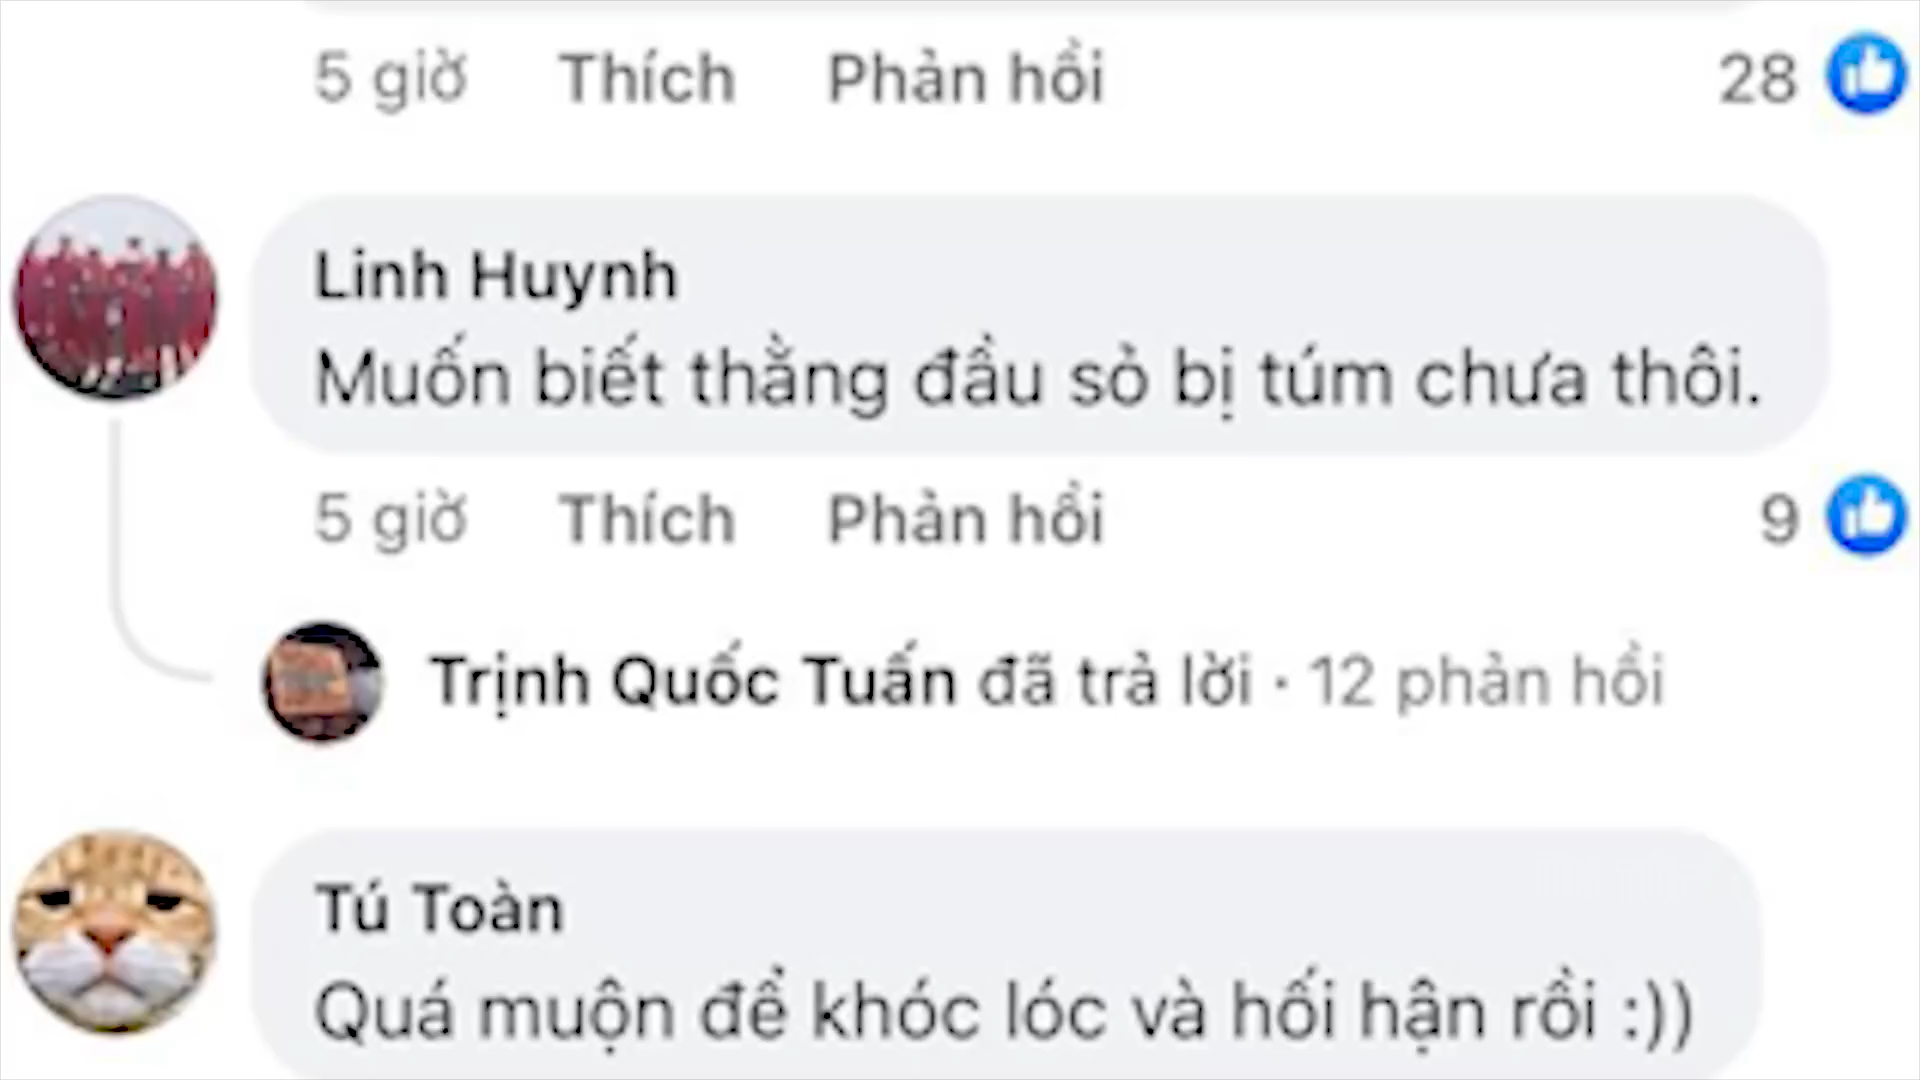 5 giờ Thích Phản hồi 28
Linh Huynh
Muốn biết thằng đầu sỏ bị túm chưa thôi.
5 giờ Thích Phản hồi 9
Trịnh Quốc Tuấn đã trả lời · 12 phản hồi
Tú Toàn
Quá muộn để khóc lóc và hối hận rồi :))